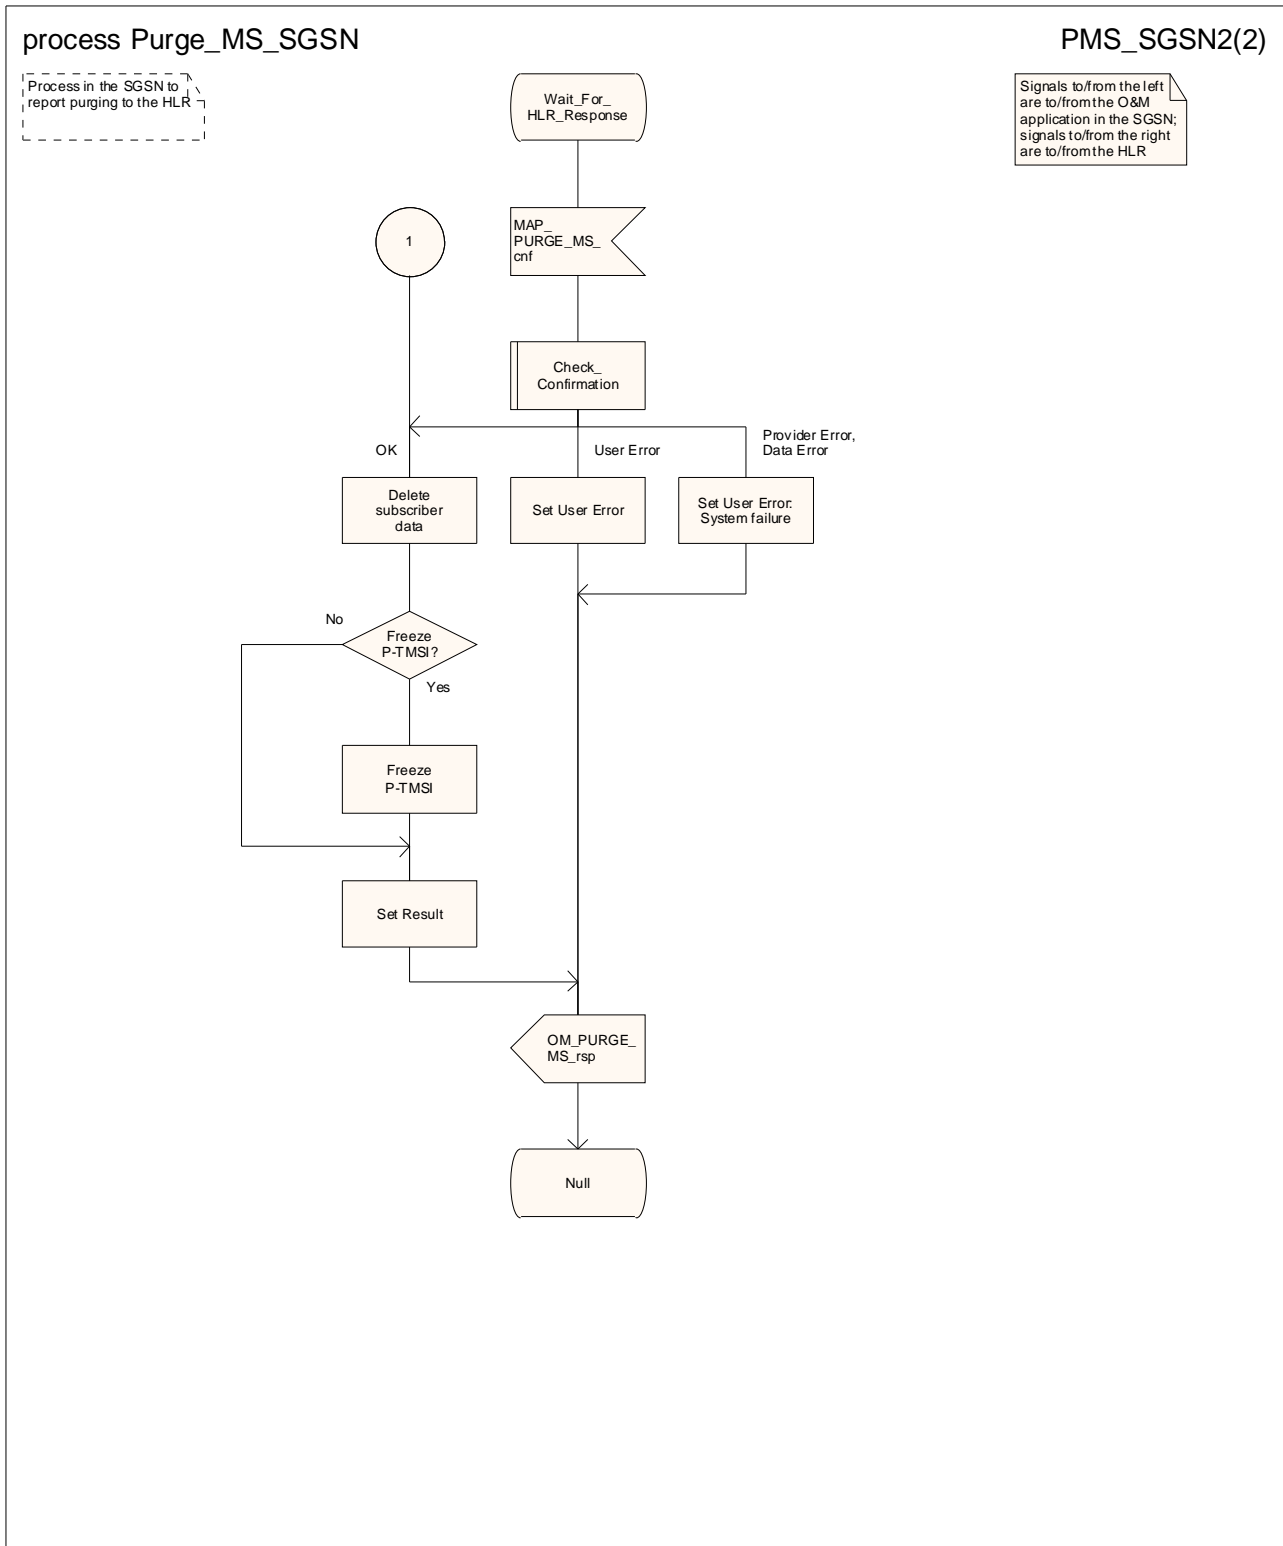 process Purge_MS_SGSN
PMS_SGSN2(2)
Process in the SGSN to
report purging to the HLR
Wait_For_
HLR_Response
Signals to/from the left
are to/from the O&M
application in the SGSN;
signals to/from the right
are to/from the HLR
1
MAP_
PURGE_MS_
cnf
Check_
Confirmation
OK
User Error
Provider Error,
Data Error
Delete
subscriber
data
Set User Error
Set User Error:
System failure
No
Freeze
P-TMSI?
Yes
Freeze
P-TMSI
Set Result
OM_PURGE_
MS_rsp
Null